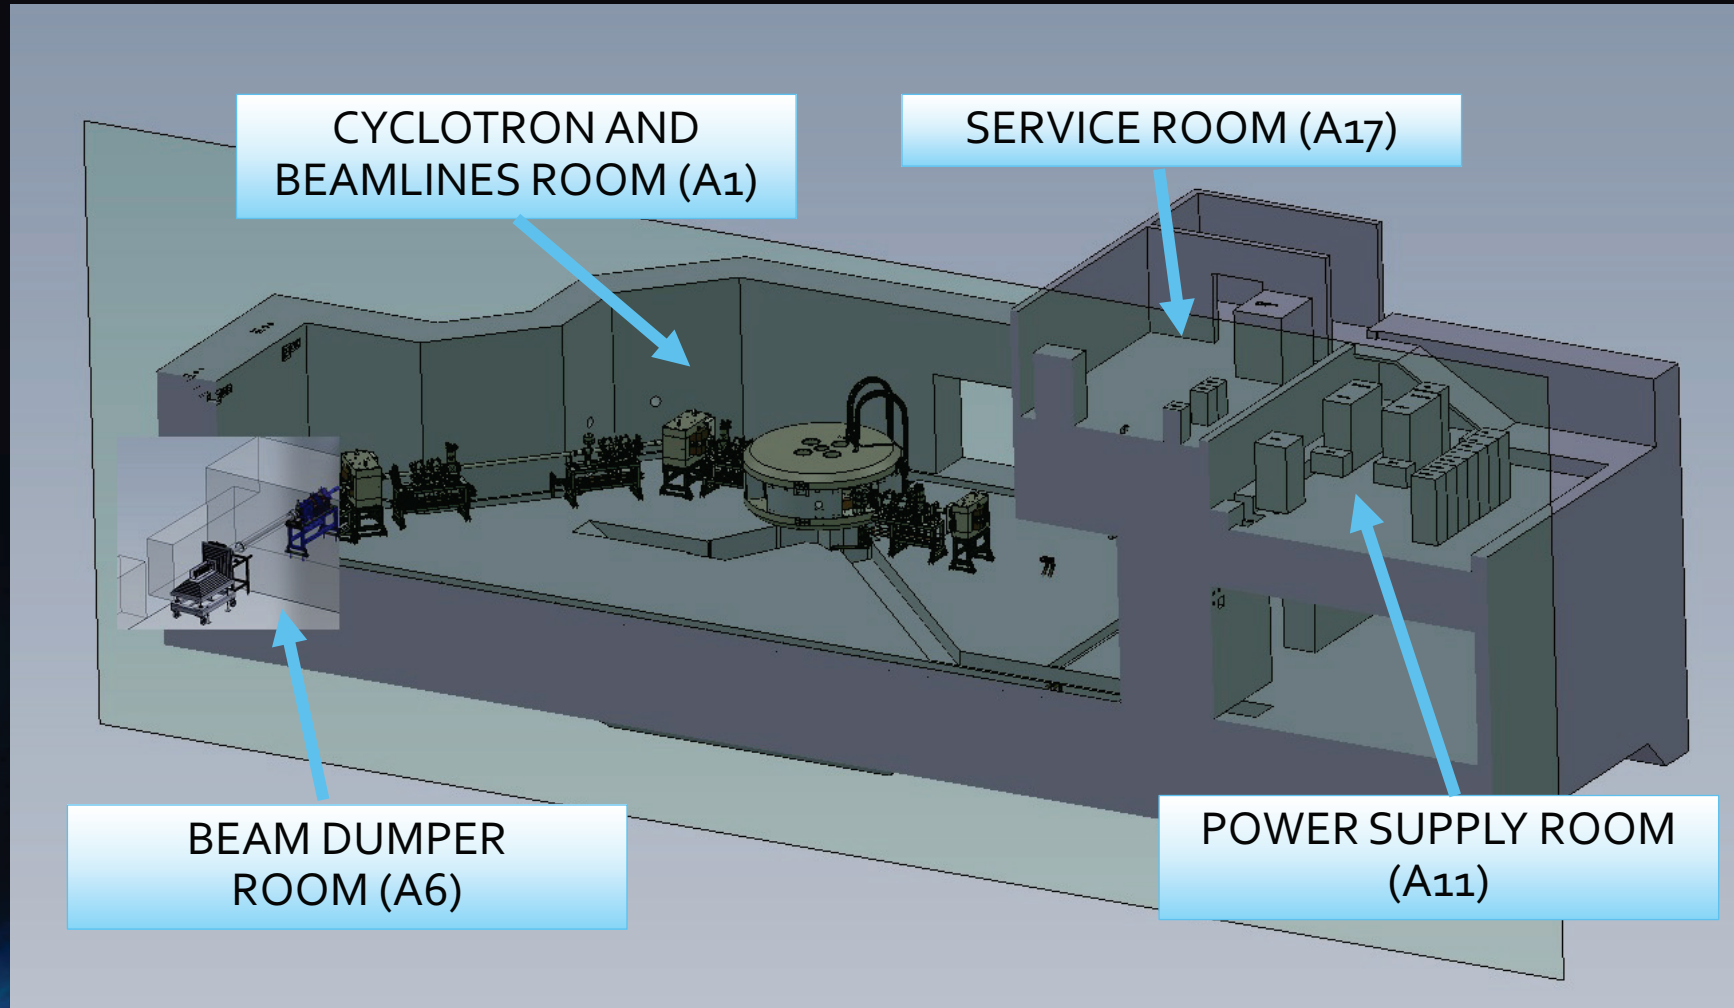 CYCLOTRON AND
BEAMLINES ROOM (A1)
SERVICE ROOM (A17)
BEAM DUMPER
ROOM (A6)
POWER SUPPLY ROOM
(A11)